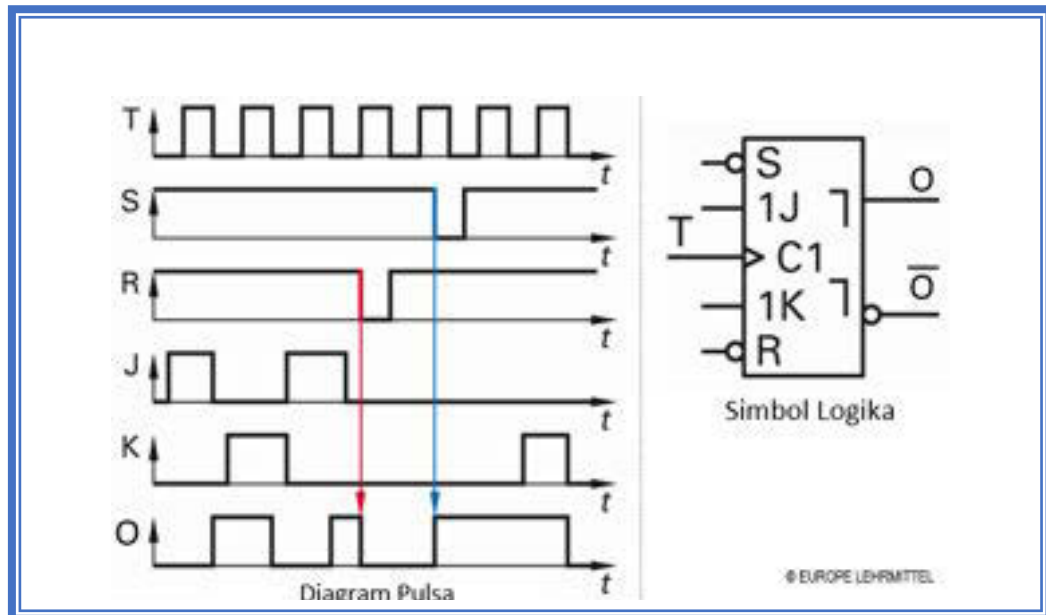 T
t
S
t
R
t
J
t
K
t
O
t
Diagram Pulsa
S
1J
T
C1
1K
R
O
O̅
Simbol Logika
© EUROPE LEHRMITTEL